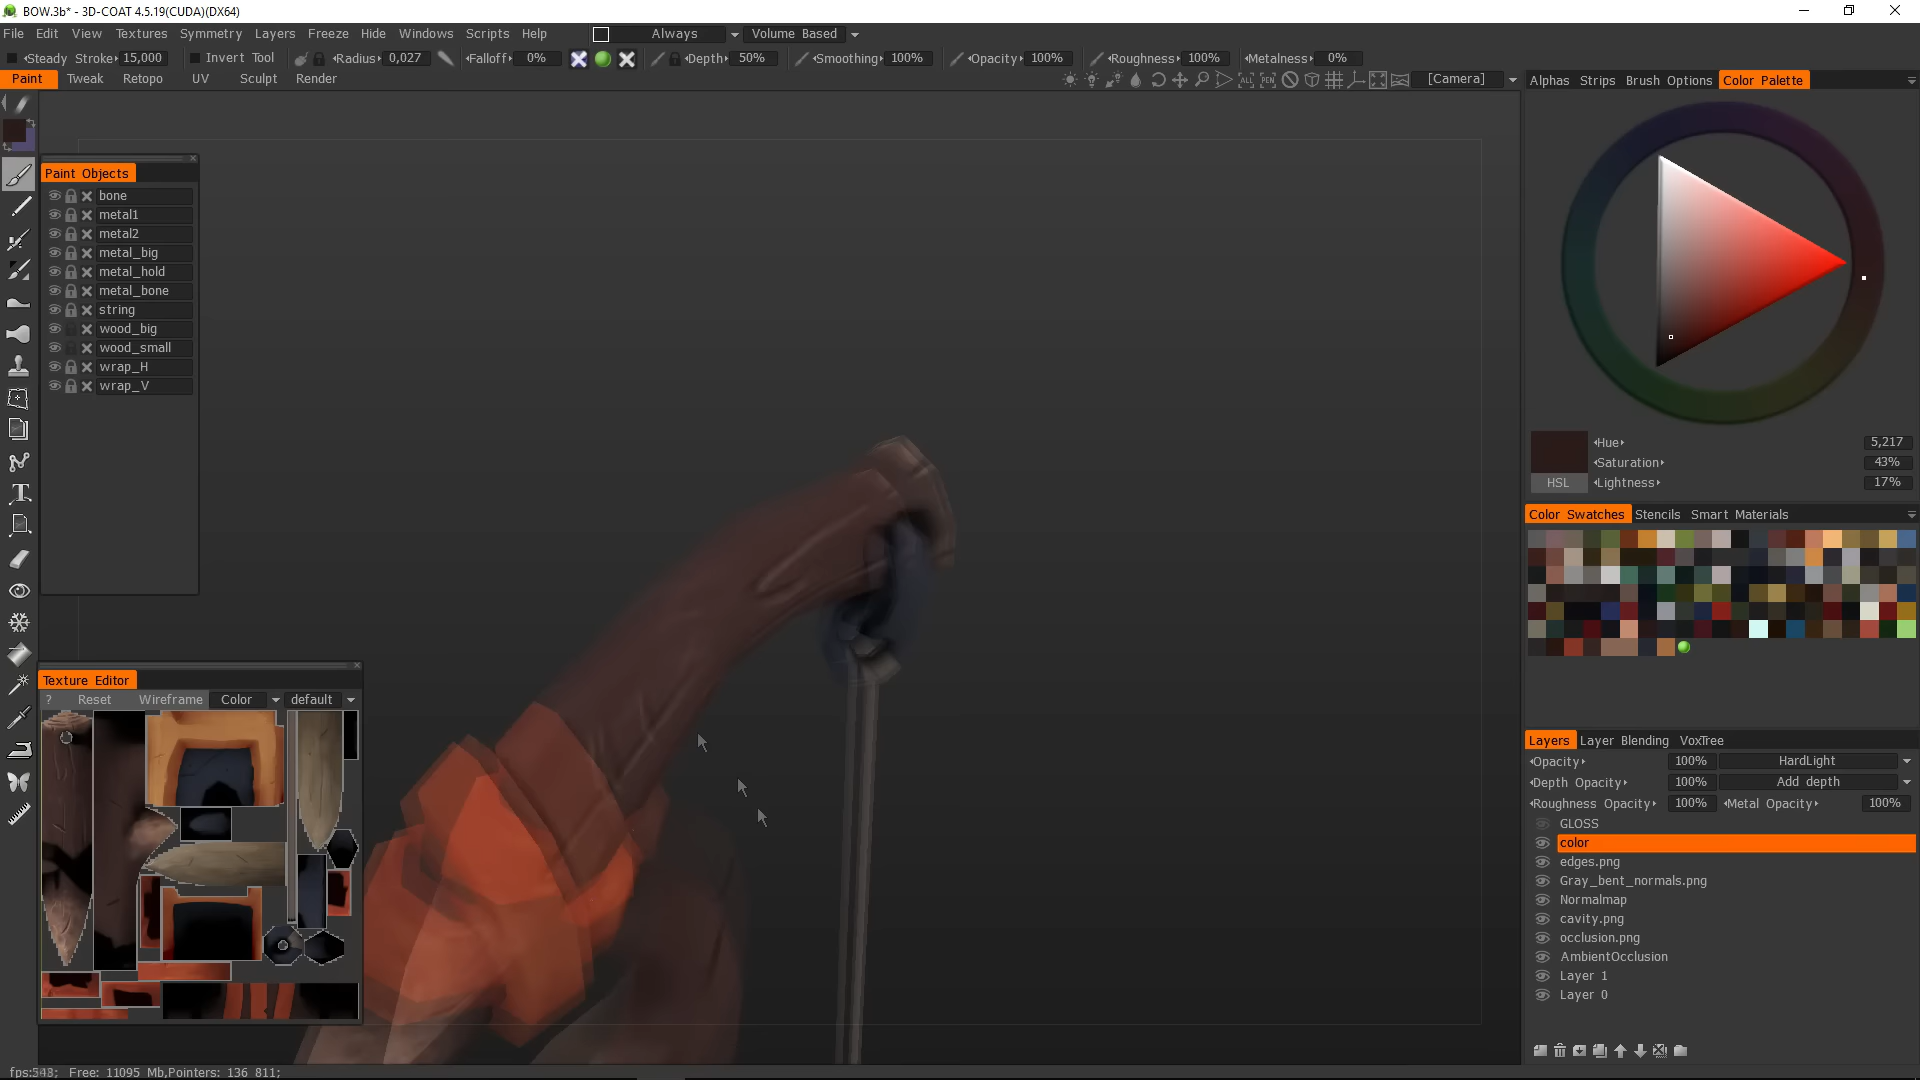 BOW.3b* - 3D-COAT 4.5.19(CUDA)(DX64)
File Edit View Textures Symmetry Layers Freeze Hide Windows Scripts Help Always Volume Based
Steady Stroke 15,000 Invert Tool Radius 0,027 Falloff 0% Depth 50% Smoothing 100% Opacity 100% Roughness 100% Metalness 0%
Paint Tweak Retopo UV Sculpt Render ALL PEN [Camera]
Alphas Strips Brush Options Color Palette
Paint Objects
bone
metal1
metal2
metal_big
metal_hold
metal_bone
string
wood_big
wood_small
wrap_H
wrap_V
Hue 5,217
Saturation 43%
HSL Lightness 17%
Color Swatches Stencils Smart Materials
Texture Editor
? Reset Wireframe Color default
Layers Layer Blending VoxTree
Opacity 100% HardLight
Depth Opacity 100% Add depth
Roughness Opacity 100% Metal Opacity 100%
GLOSS
color
edges.png
Gray_bent_normals.png
Normalmap
cavity.png
occlusion.png
AmbientOcclusion
Layer 1
Layer 0
Free: 11095 Mb,Pointers: 136 811;